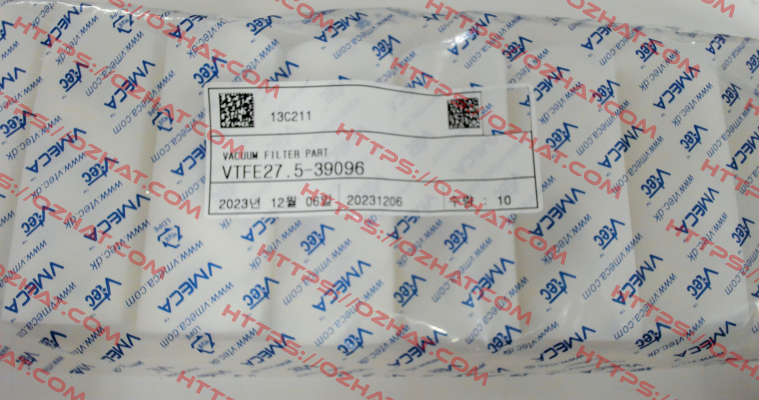 13C211
VACUUM FILTER PART
VTFE27.5-39096
2023년 12월 06일 20231206 수량 : 10
VMECA
Vtec
www.vmeca.com
www.vtec.dk
HTTPS://OZHAT.COM